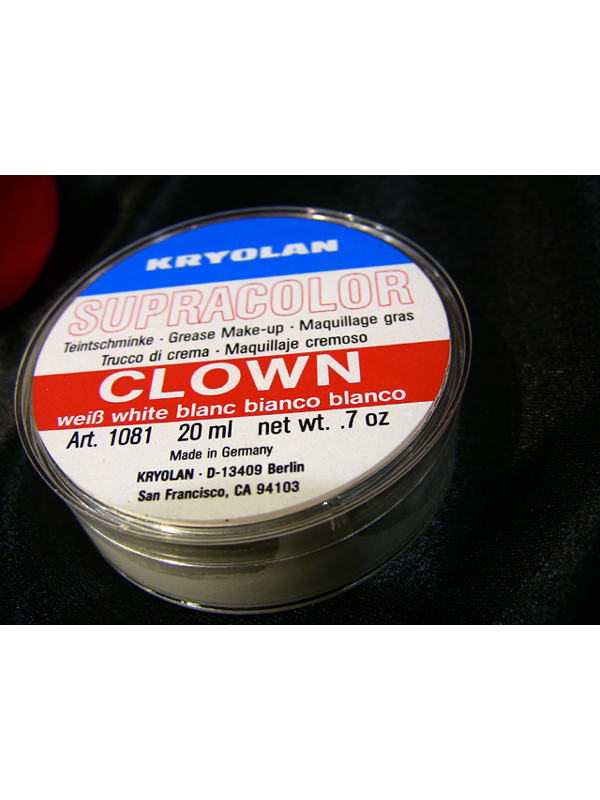 KRYOLAN
SUPRACOLOR
Teintschminke · Grease Make-up · Maquillage gras
Trucco di crema · Maquillaje cremoso
CLOWN
weiß white blanc bianco blanco
Art. 1081 20 ml net wt. .7 oz
Made in Germany
KRYOLAN · D-13409 Berlin
San Francisco, CA 94103